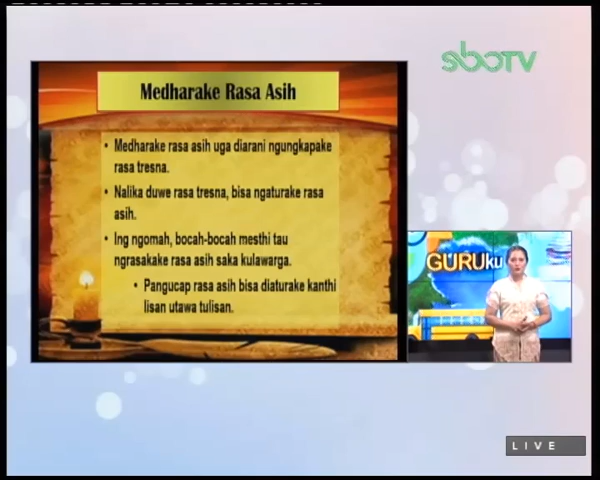 sboTV
Medharake Rasa Asih
• Medharake rasa asih uga diarani ngungkapake
rasa tresna.
• Nalika duwe rasa tresna, bisa ngaturake rasa
asih.
• Ing ngomah, bocah-bocah mesthi tau
ngrasakake rasa asih saka kulawarga.
• Pangucap rasa asih bisa diaturake kanthi
lisan utawa tulisan.
GURUku
LIVE